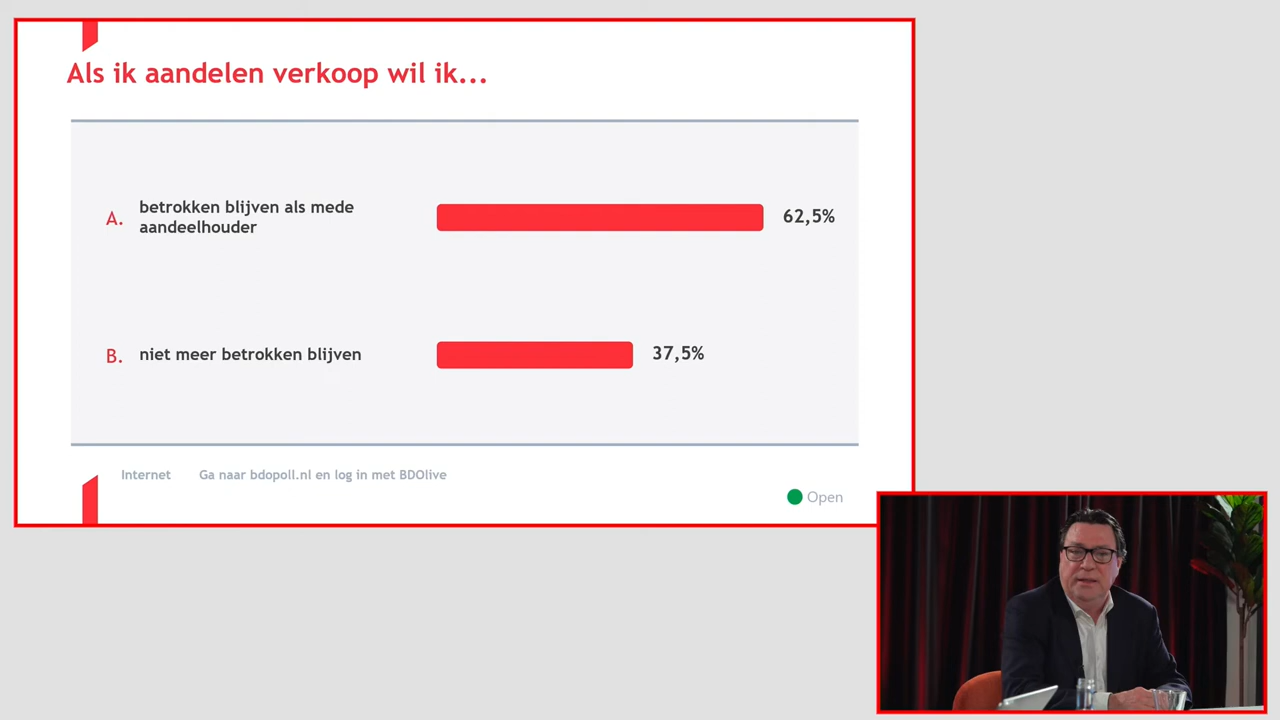 Als ik aandelen verkoop wil ik...
A.
betrokken blijven als mede
aandeelhouder
62,5%
B.
niet meer betrokken blijven
37,5%
Internet
Ga naar bdopoll.nl en log in met BDOlive
Open